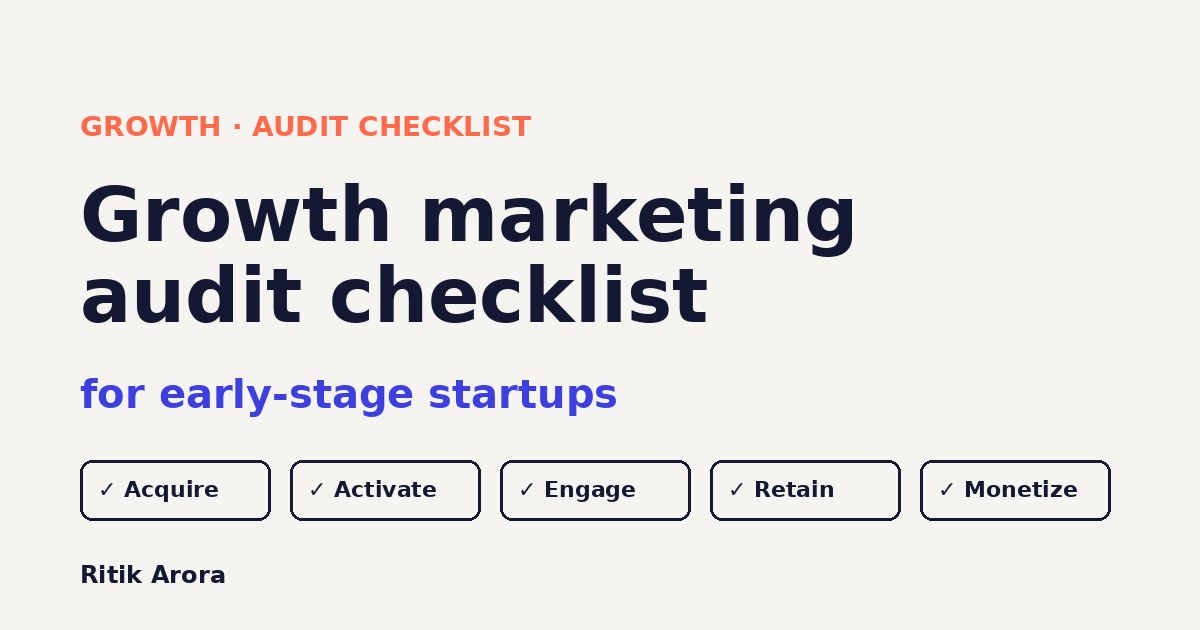 GROWTH · AUDIT CHECKLIST
Growth marketing
audit checklist
for early-stage startups
✓ Acquire ✓ Activate ✓ Engage ✓ Retain ✓ Monetize
Ritik Arora